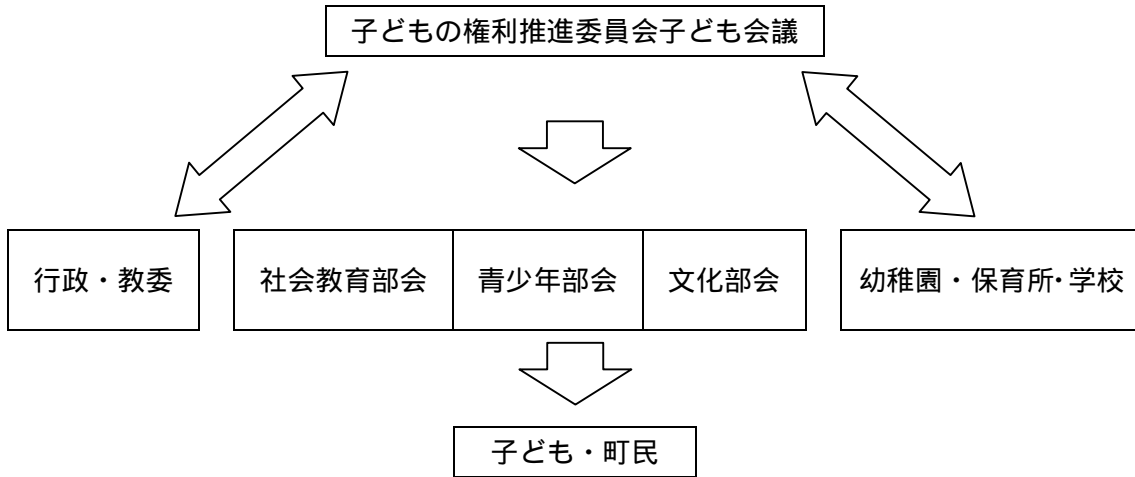 子どもの権利推進委員会子ども会議
行政・教委
社会教育部会
青少年部会
文化部会
幼稚園・保育所・学校
子ども・町民